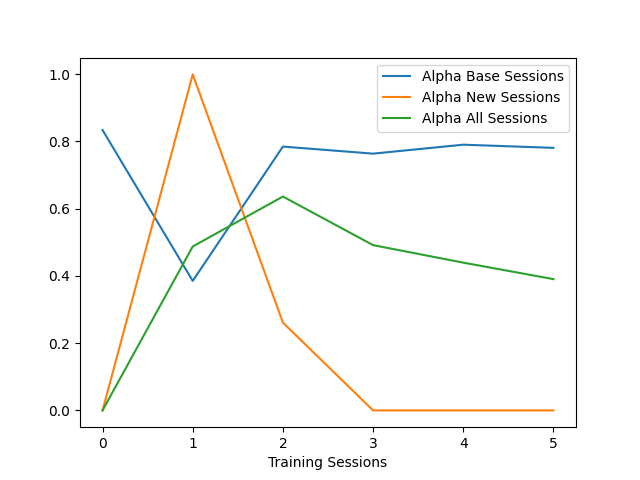 1.0
0.8
0.6
0.4
0.2
0.0
Alpha Base Sessions
Alpha New Sessions
Alpha All Sessions
0 1 2 3 4 5
Training Sessions